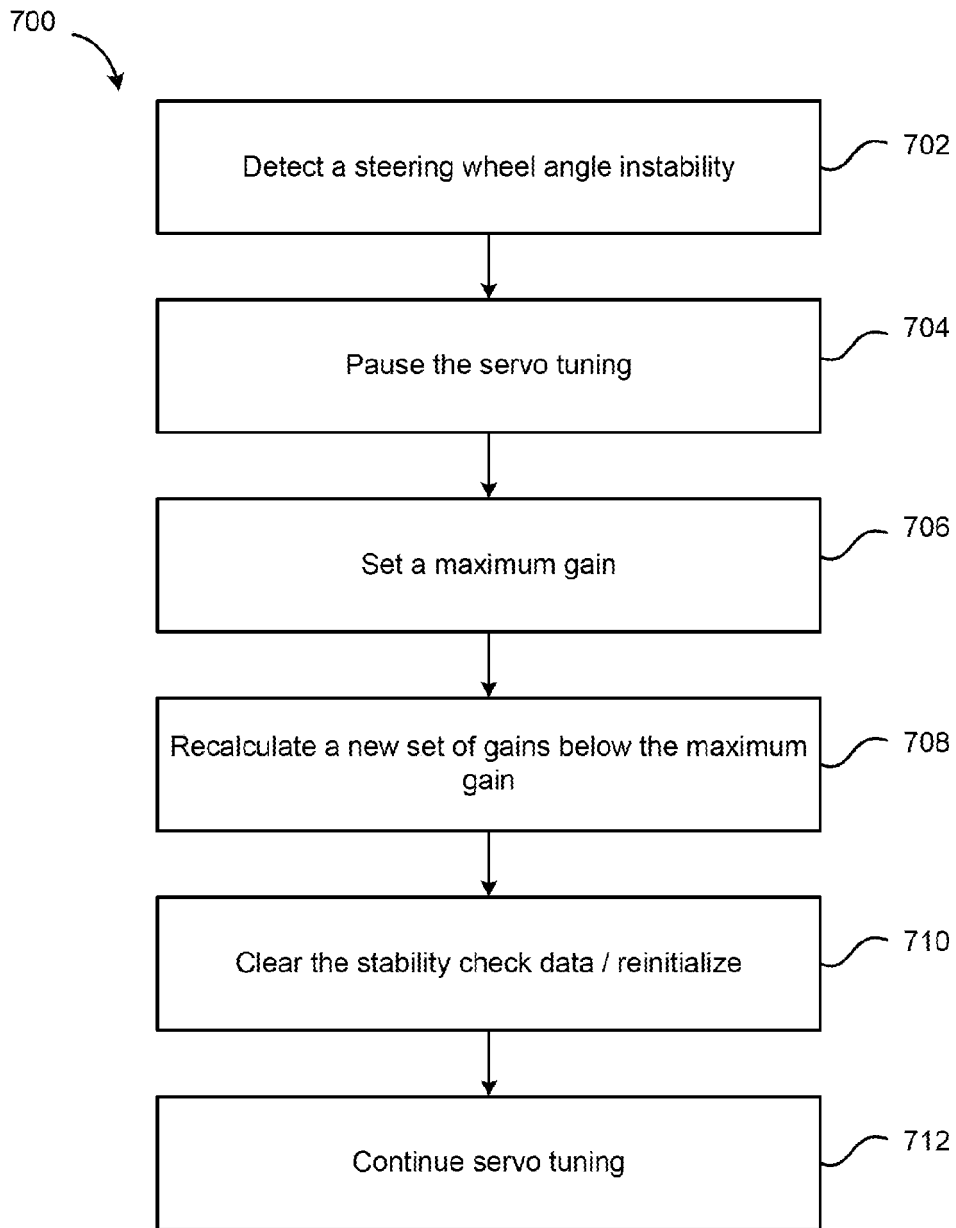 700
Detect a steering wheel angle instability
702
Pause the servo tuning
704
Set a maximum gain
706
Recalculate a new set of gains below the maximum
gain
708
Clear the stability check data / reinitialize
710
Continue servo tuning
712